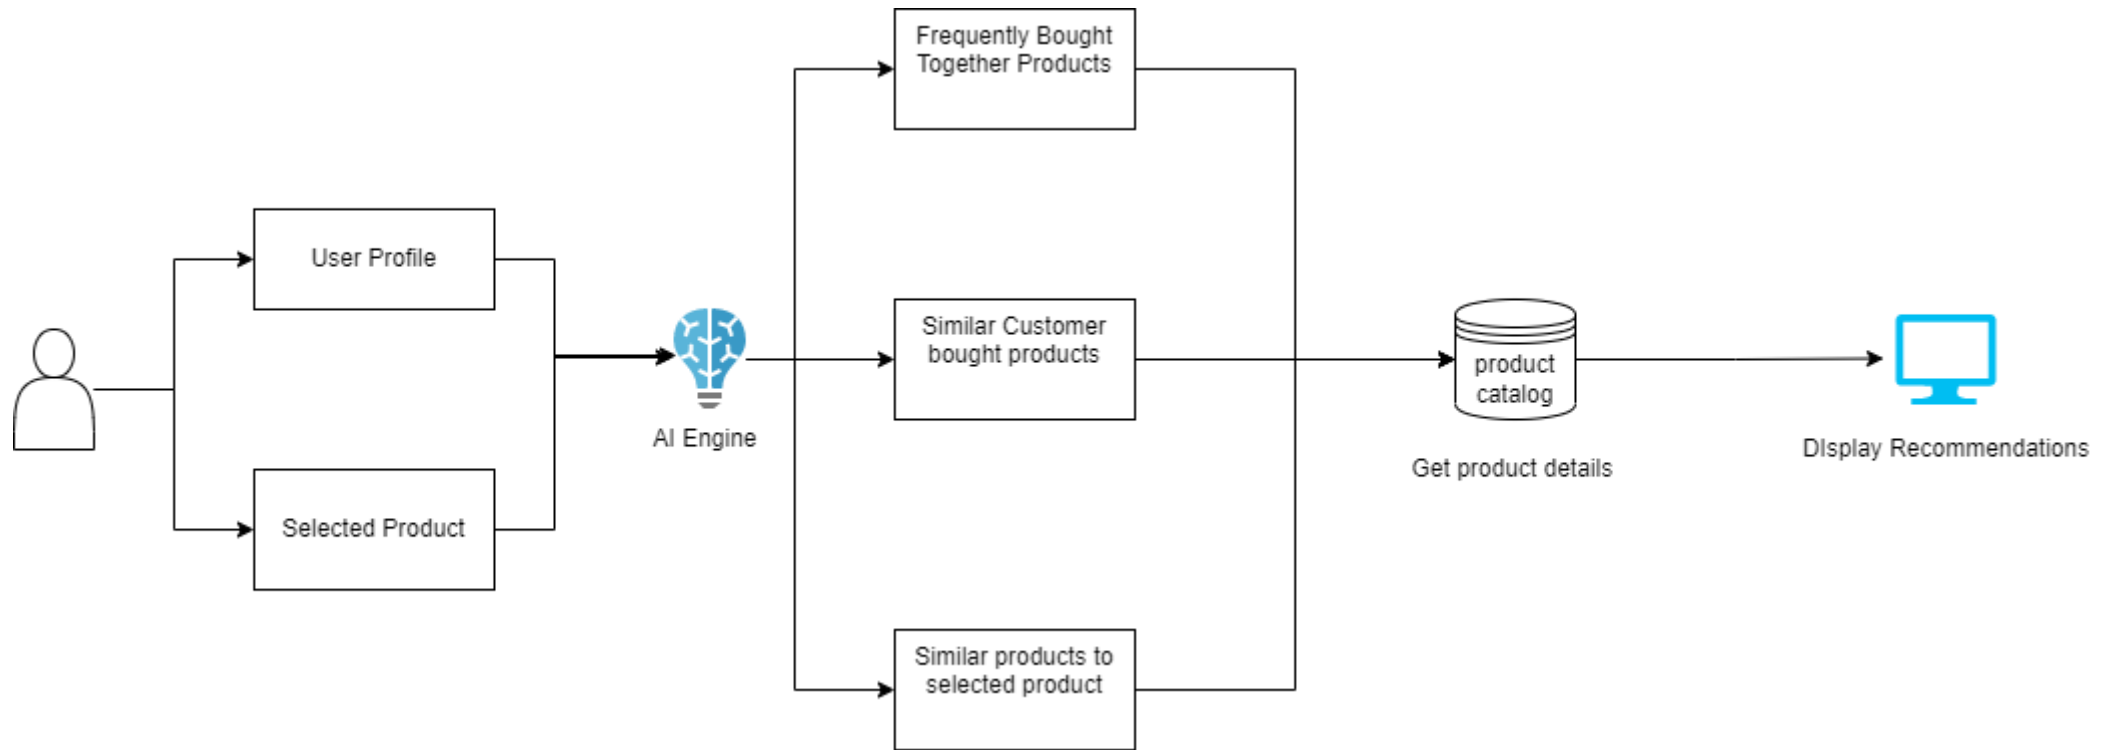 Frequently Bought
Together Products
User Profile
Similar Customer
bought products
AI Engine
product
catalog
Get product details
DIsplay Recommendations
Selected Product
Similar products to
selected product